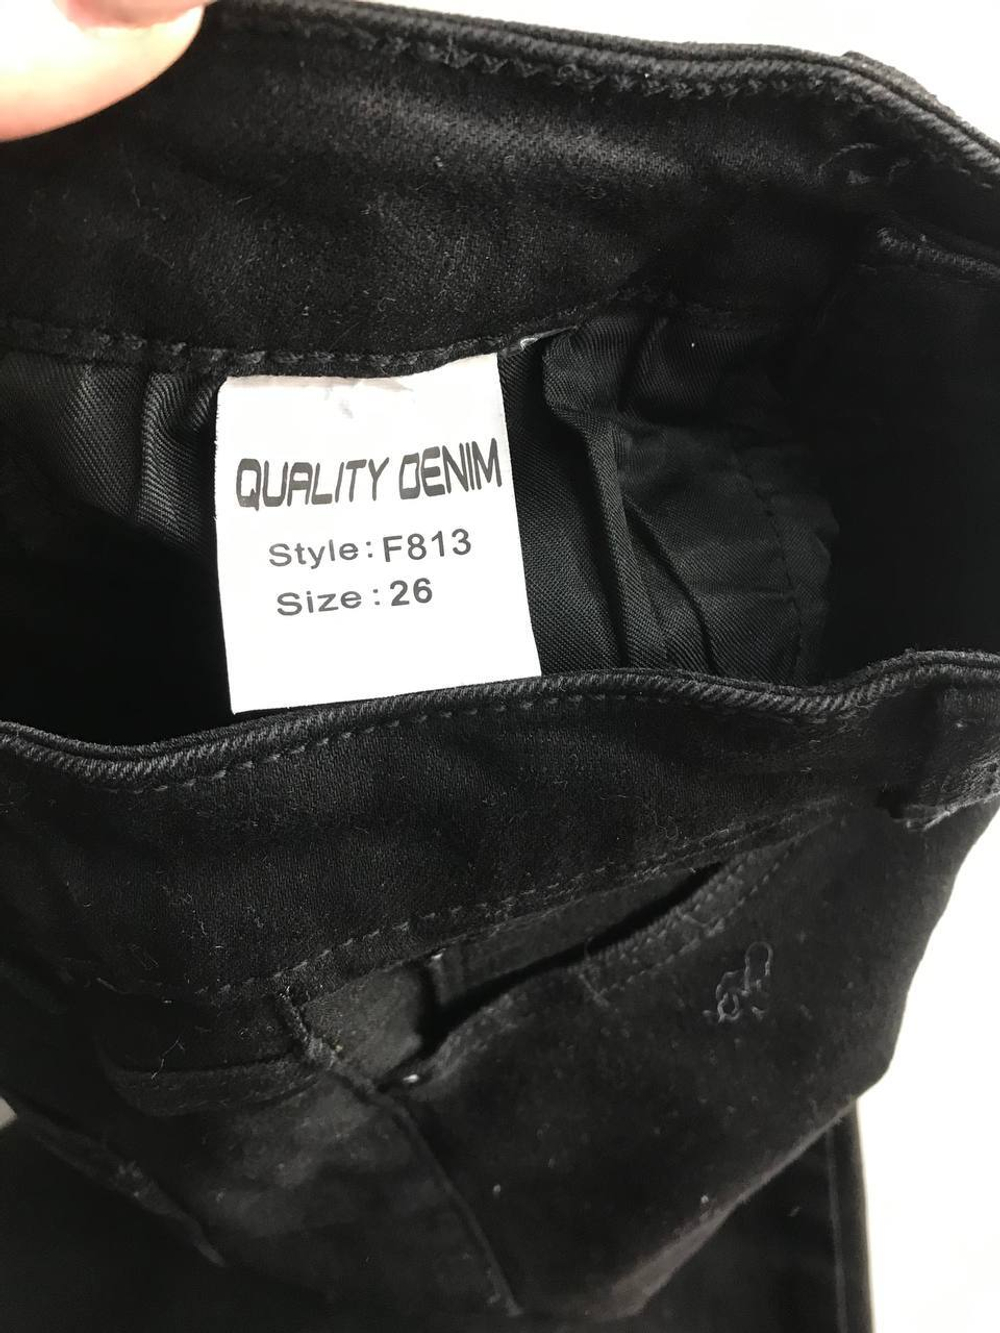 QUALITY DENIM
Style: F813
Size: 26